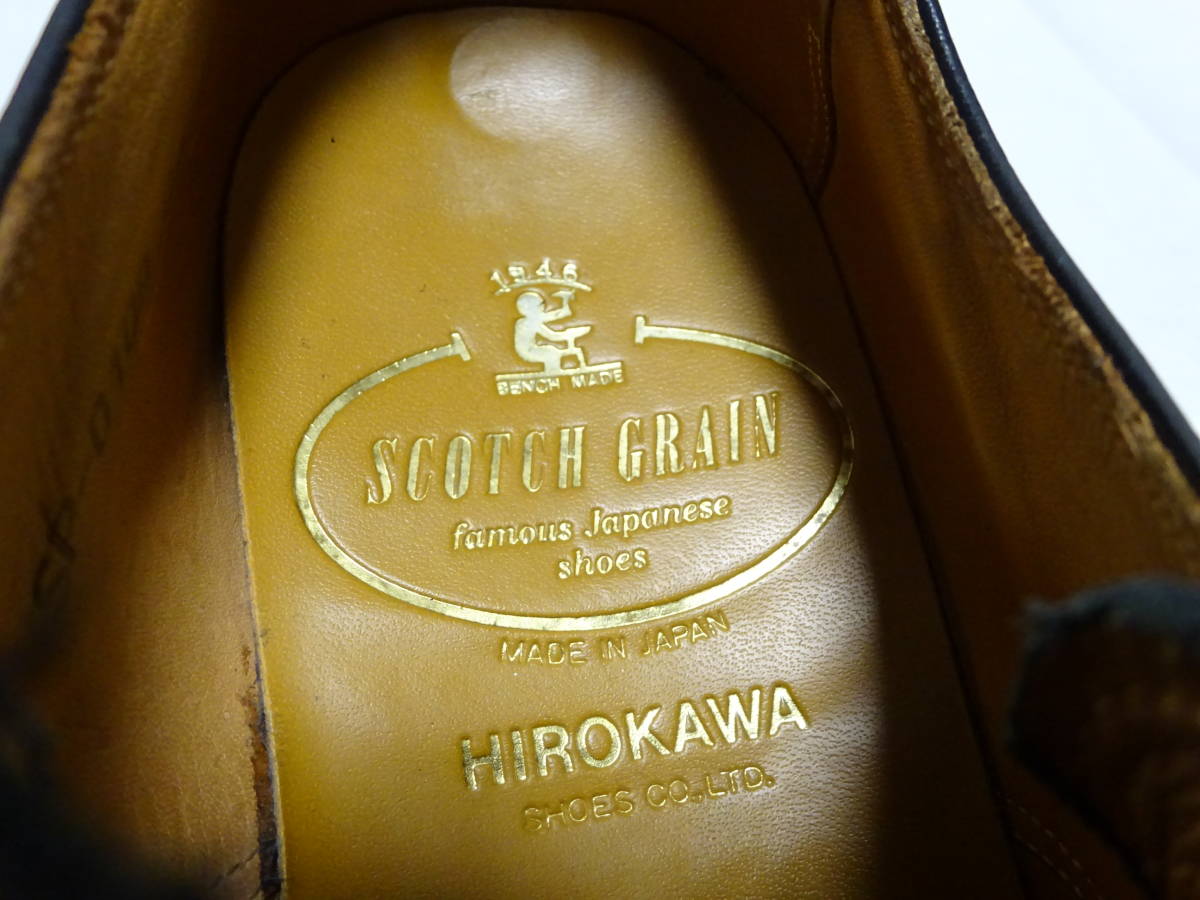 1946
BENCH MADE
SCOTCH GRAIN
famous Japanese
shoes
MADE IN JAPAN
HIROKAWA
SHOES CO.,LTD.